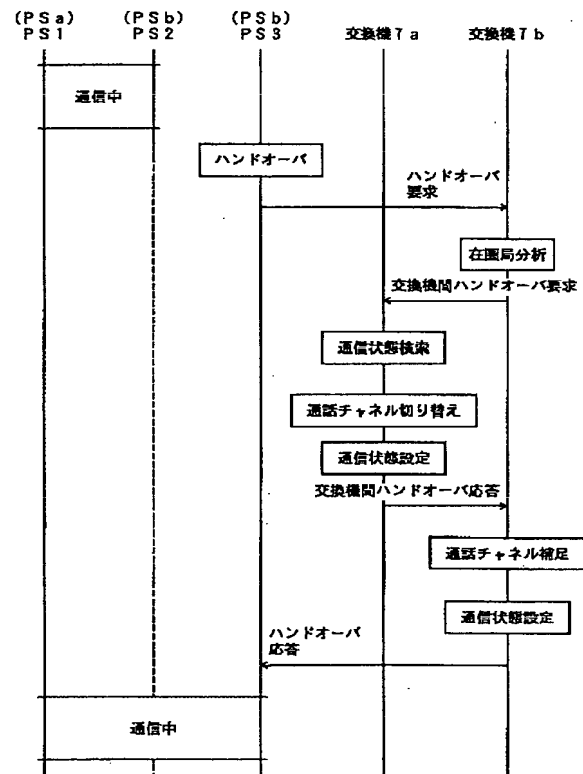 (PSa) (PSb) (PSb)
PS1 PS2 PS3 交換機7a 交換機7b
通信中
ハンドオーバ
ハンドオーバ
要求
在圏局分析
交換機間ハンドオーバ要求
通信状態検索
通話チャネル切り替え
通信状態設定
交換機間ハンドオーバ応答
通話チャネル補足
通信状態設定
ハンドオーバ
応答
通信中